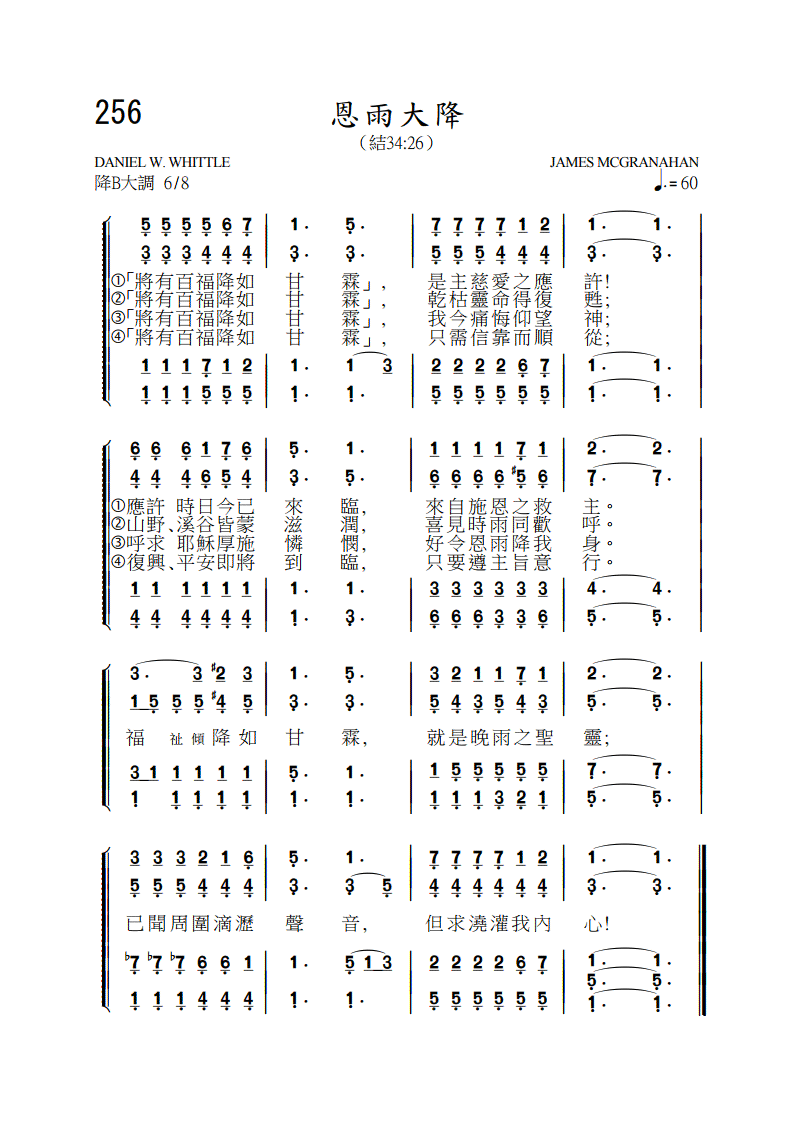 256
恩雨大降
（結34:26）
DANIEL W. WHITTLE
JAMES MCGRANAHAN
降B大調 6/8
♩. = 60
5 5 5 5 6 7 1 · 5 · 7 7 7 7 1 2 1 · 1 ·
3 3 3 4 4 4 3 · 3 · 5 5 5 4 4 4 3 · 3 ·
①「將有百福降如 甘 霖」, 是主慈愛之應 許!
②「將有百福降如 甘 霖」, 乾枯靈命得復 甦;
③「將有百福降如 甘 霖」, 我今痛悔仰望 神;
④「將有百福降如 甘 霖」, 只需信靠而順 從;
1 1 1 7 1 2 1 · 1 3 2 2 2 2 6 7 1 · 1 ·
1 1 1 5 5 5 1 · 1 · 5 5 5 5 5 5 1 · 1 ·
6 6 6 1 7 6 5 · 1 · 1 1 1 1 7 1 2 · 2 ·
4 4 4 6 5 4 3 · 5 · 6 6 6 6 #5 6 7 · 7 ·
①應許 時日今已 來 臨, 來自施恩之救 主。
②山野、溪谷皆蒙 滋 潤, 喜見時雨同歡 呼。
③呼求 耶穌厚施 憐 憫, 好令恩雨降我 身。
④復興、平安即將 到 臨, 只要遵主旨意 行。
1 1 1 1 1 1 1 · 1 · 3 3 3 3 3 3 4 · 4 ·
4 4 4 4 4 4 1 · 3 · 6 6 6 3 3 6 5 · 5 ·
3 · 3 #2 3 1 · 5 · 3 2 1 1 7 1 2 · 2 ·
1 5 5 5 #4 5 3 · 3 · 5 4 3 5 4 3 5 · 5 ·
福 祉 傾 降如 甘 霖, 就是晚雨之聖 靈;
3 1 1 1 1 1 5 · 1 · 1 5 5 5 5 5 7 · 7 ·
1 1 1 1 1 1 · 1 · 1 1 1 3 2 1 5 · 5 ·
3 3 3 2 1 6 5 · 1 · 7 7 7 7 1 2 1 · 1 ·
5 5 5 4 4 4 3 · 3 5 4 4 4 4 4 4 3 · 3 ·
已聞周圍滴瀝 聲 音, 但求澆灌我內 心!
♭7 ♭7 ♭7 6 6 1 1 · 5 1 3 2 2 2 2 6 7 1 · 1 ·
5 · 5 ·
1 1 1 4 4 4 1 · 1 · 5 5 5 5 5 5 1 · 1 ·